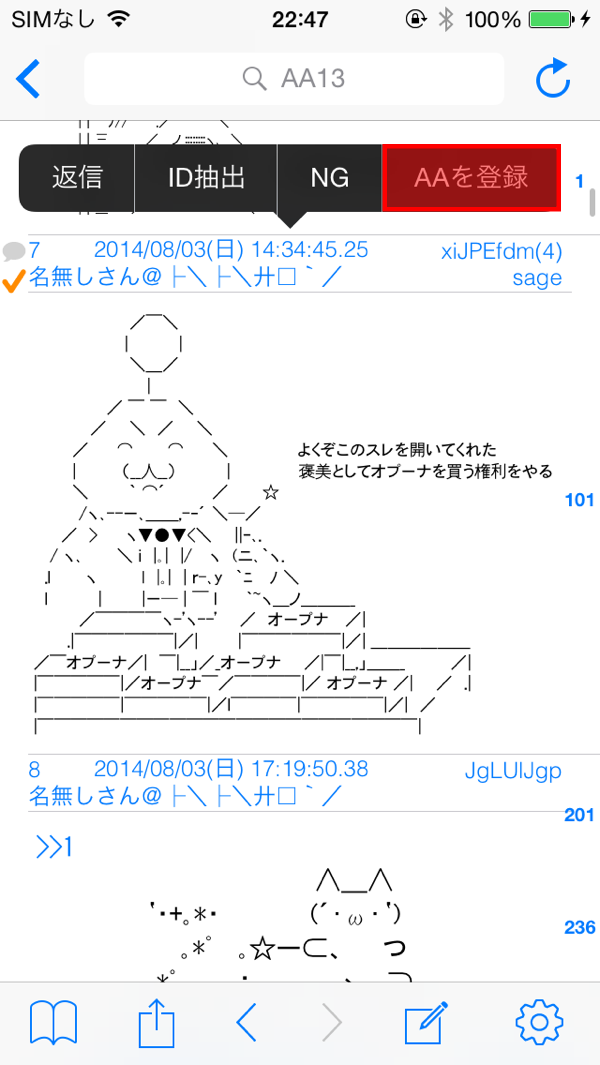 SIMなし 22:47 100%
AA13
返信 ID抽出 NG AAを登録
1
7 2014/08/03(日) 14:34:45.25 xiJPEfdm(4)
名無しさん＠├＼├＼廾□｀／ sage
よくぞこのスレを開いてくれた
褒美としてオプーナを買う権利をやる
101
オープナ
オプーナ オープナ
オプーナ オプーナ
8 2014/08/03(日) 17:19:50.38 JgLUlJgp
名無しさん＠├＼├＼廾□｀／
201
>>1
236